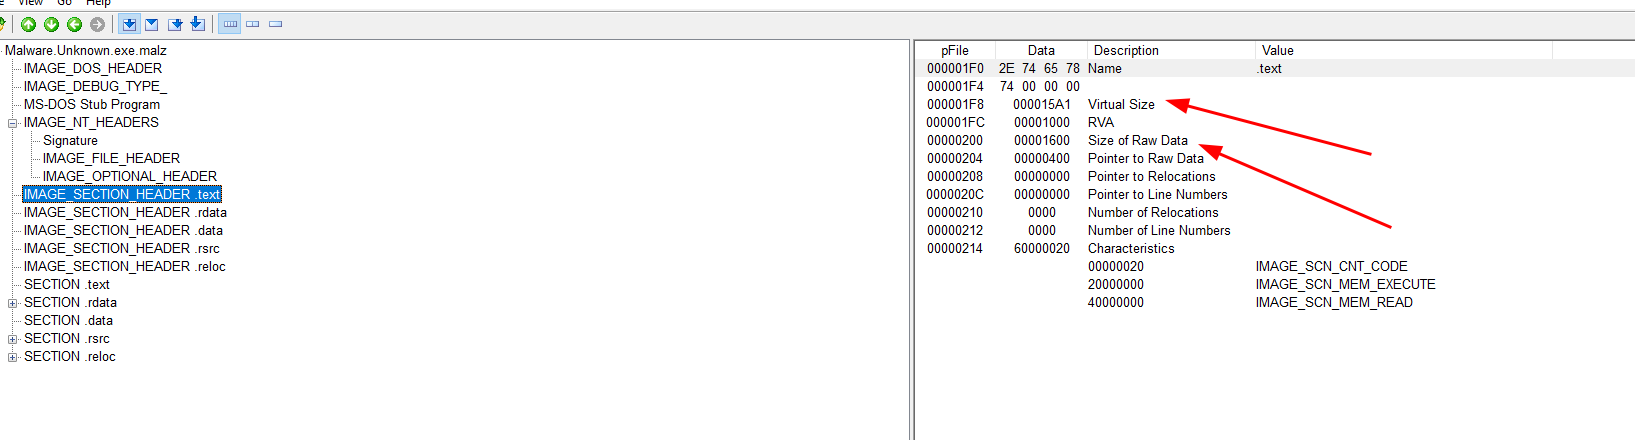 View Go Help
Malware.Unknown.exe.malz
IMAGE_DOS_HEADER
IMAGE_DEBUG_TYPE_
MS-DOS Stub Program
IMAGE_NT_HEADERS
Signature
IMAGE_FILE_HEADER
IMAGE_OPTIONAL_HEADER
IMAGE_SECTION_HEADER .text
IMAGE_SECTION_HEADER .rdata
IMAGE_SECTION_HEADER .data
IMAGE_SECTION_HEADER .rsrc
IMAGE_SECTION_HEADER .reloc
SECTION .text
SECTION .rdata
SECTION .data
SECTION .rsrc
SECTION .reloc
pFile Data Description Value
000001F0 2E 74 65 78 Name .text
000001F4 74 00 00 00
000001F8 000015A1 Virtual Size
000001FC 00001000 RVA
00000200 00001600 Size of Raw Data
00000204 00000400 Pointer to Raw Data
00000208 00000000 Pointer to Relocations
0000020C 00000000 Pointer to Line Numbers
00000210 0000 Number of Relocations
00000212 0000 Number of Line Numbers
00000214 60000020 Characteristics
00000020 IMAGE_SCN_CNT_CODE
20000000 IMAGE_SCN_MEM_EXECUTE
40000000 IMAGE_SCN_MEM_READ